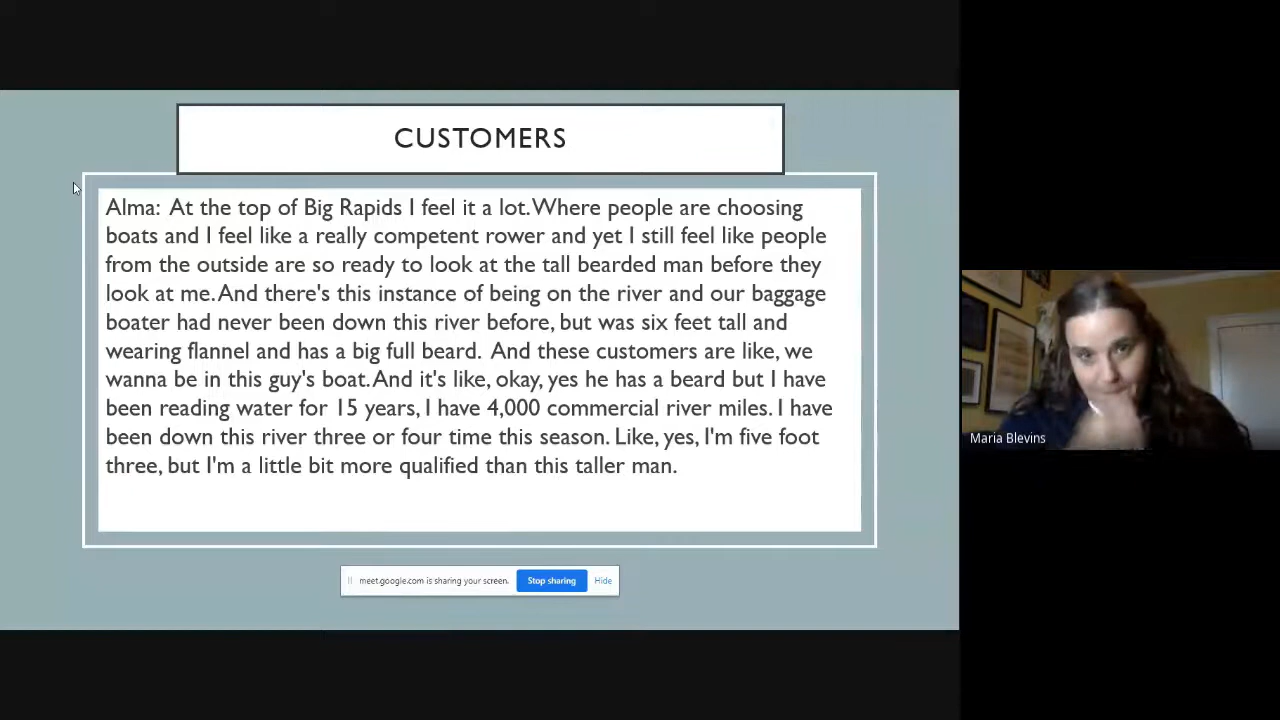 CUSTOMERS
Alma:  At the top of Big Rapids I feel it a lot. Where people are choosing
boats and I feel like a really competent rower and yet I still feel like people
from the outside are so ready to look at the tall bearded man before they
look at me. And there's this instance of being on the river and our baggage
boater had never been down this river before, but was six feet tall and
wearing flannel and has a big full beard.  And these customers are like, we
wanna be in this guy's boat. And it's like, okay, yes he has a beard but I have
been reading water for 15 years, I have 4,000 commercial river miles. I have
been down this river three or four time this season. Like, yes, I'm five foot
three, but I'm a little bit more qualified than this taller man.
meet.google.com is sharing your screen. Stop sharing Hide
Maria Blevins